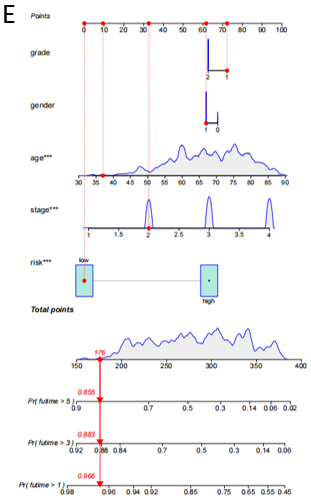 E
Points
0 10 20 30 40 50 60 70 80 90 100
grade
2 1
gender
1 0
age***
30 35 40 45 50 55 60 65 70 75 80 85 90
stage***
1 1.5 2 2.5 3 3.5 4
risk***
low
high
Total points
176
150 200 250 300 350 400
0.855
Pr( futime > 5 )
0.9 0.7 0.5 0.3 0.14 0.06 0.02
0.883
Pr( futime > 3 )
0.92 0.88 0.84 0.7 0.5 0.3 0.14 0.06
0.966
Pr( futime > 1 )
0.98 0.96 0.94 0.92 0.85 0.75 0.65 0.55 0.45